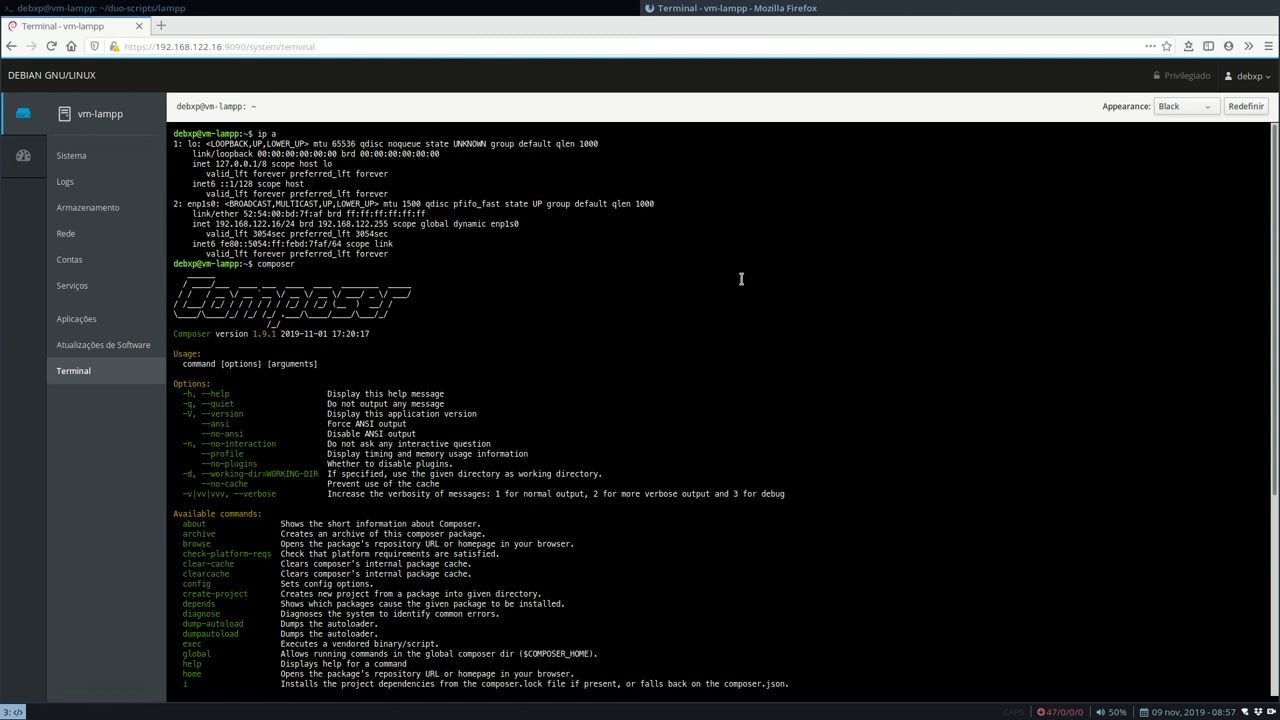 debxp@vm-lampp: ~/duo-scripts/lampp
Terminal - vm-lampp - Mozilla Firefox
Terminal - vm-lampp
https://192.168.122.16:9090/system/terminal
DEBIAN GNU/LINUX
Privilegiado
debxp
vm-lampp
debxp@vm-lampp: ~
Appearance: Black Redefinir
Sistema
Logs
Armazenamento
Rede
Contas
Serviços
Aplicações
Atualizações de Software
Terminal
debxp@vm-lampp:~$ ip a
1: lo: <LOOPBACK,UP,LOWER_UP> mtu 65536 qdisc noqueue state UNKNOWN group default qlen 1000
link/loopback 00:00:00:00:00:00 brd 00:00:00:00:00:00
inet 127.0.0.1/8 scope host lo
valid_lft forever preferred_lft forever
inet6 ::1/128 scope host
valid_lft forever preferred_lft forever
2: enp1s0: <BROADCAST,MULTICAST,UP,LOWER_UP> mtu 1500 qdisc pfifo_fast state UP group default qlen 1000
link/ether 52:54:00:bd:7f:af brd ff:ff:ff:ff:ff:ff
inet 192.168.122.16/24 brd 192.168.122.255 scope global dynamic enp1s0
valid_lft 3054sec preferred_lft 3054sec
inet6 fe80::5054:ff:febd:7faf/64 scope link
valid_lft forever preferred_lft forever
debxp@vm-lampp:~$ composer
Composer
Composer version 1.9.1 2019-11-01 17:20:17
Usage:
command [options] [arguments]
Options:
-h, --help Display this help message
-q, --quiet Do not output any message
-V, --version Display this application version
--ansi Force ANSI output
--no-ansi Disable ANSI output
-n, --no-interaction Do not ask any interactive question
--profile Display timing and memory usage information
--no-plugins Whether to disable plugins.
-d, --working-dir=WORKING-DIR If specified, use the given directory as working directory.
--no-cache Prevent use of the cache
-v|vv|vvv, --verbose Increase the verbosity of messages: 1 for normal output, 2 for more verbose output and 3 for debug
Available commands:
about Shows the short information about Composer.
archive Creates an archive of this composer package.
browse Opens the package's repository URL or homepage in your browser.
check-platform-reqs Check that platform requirements are satisfied.
clear-cache Clears composer's internal package cache.
clearcache Clears composer's internal package cache.
config Sets config options.
create-project Creates new project from a package into given directory.
depends Shows which packages cause the given package to be installed.
diagnose Diagnoses the system to identify common errors.
dump-autoload Dumps the autoloader.
dumpautoload Dumps the autoloader.
exec Executes a vendored binary/script.
global Allows running commands in the global composer dir ($COMPOSER_HOME).
help Displays help for a command
home Opens the package's repository URL or homepage in your browser.
i Installs the project dependencies from the composer.lock file if present, or falls back on the composer.json.
3: </>
CAPS
47/0/0/0
50%
09 nov, 2019 - 08:57